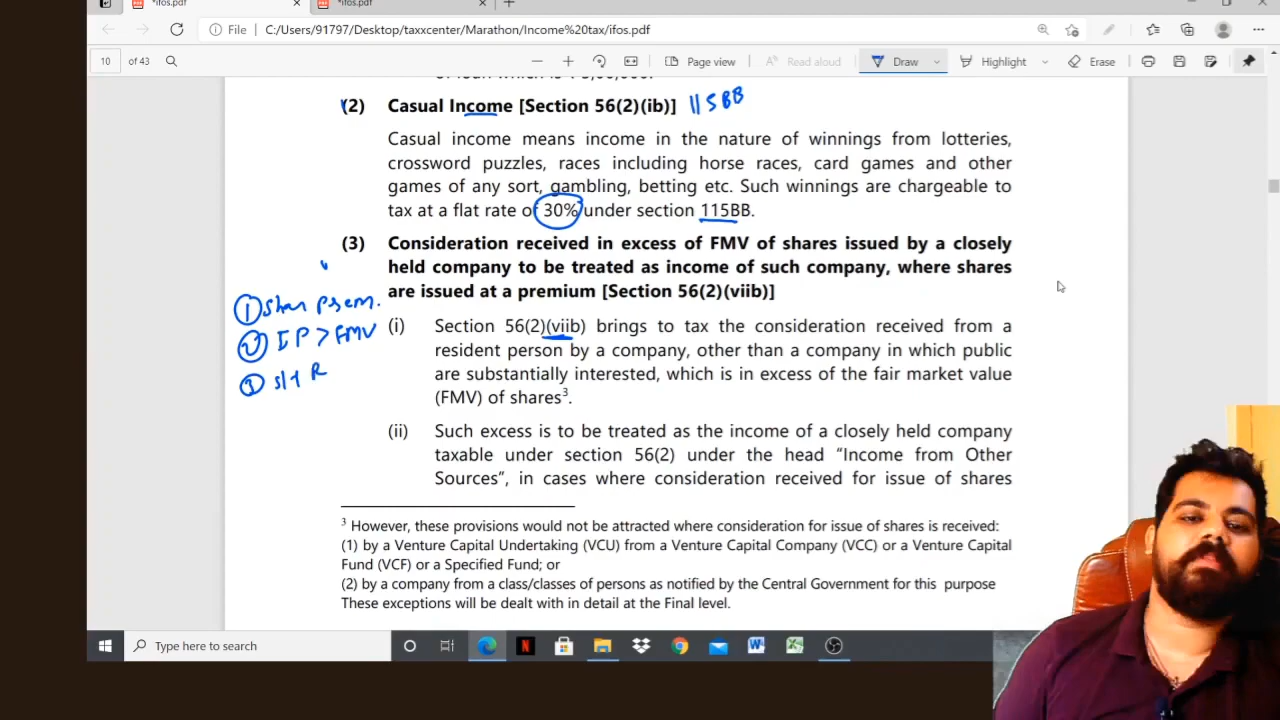 *ifos.pdf
*ifos.pdf
File C:/Users/91797/Desktop/taxxcenter/Marathon/Income%20tax/ifos.pdf
10 of 43 Page view Read aloud Draw Highlight Erase
(2) Casual Income [Section 56(2)(ib)] 115BB
Casual income means income in the nature of winnings from lotteries,
crossword puzzles, races including horse races, card games and other
games of any sort, gambling, betting etc. Such winnings are chargeable to
tax at a flat rate of 30% under section 115BB.
(3) Consideration received in excess of FMV of shares issued by a closely
held company to be treated as income of such company, where shares
are issued at a premium [Section 56(2)(viib)]
① Shan prem.
② IP > FMV
③ S/H R
(i) Section 56(2)(viib) brings to tax the consideration received from a
resident person by a company, other than a company in which public
are substantially interested, which is in excess of the fair market value
(FMV) of shares3.
(ii) Such excess is to be treated as the income of a closely held company
taxable under section 56(2) under the head “Income from Other
Sources”, in cases where consideration received for issue of shares
3 However, these provisions would not be attracted where consideration for issue of shares is received:
(1) by a Venture Capital Undertaking (VCU) from a Venture Capital Company (VCC) or a Venture Capital
Fund (VCF) or a Specified Fund; or
(2) by a company from a class/classes of persons as notified by the Central Government for this purpose
These exceptions will be dealt with in detail at the Final level.
Type here to search